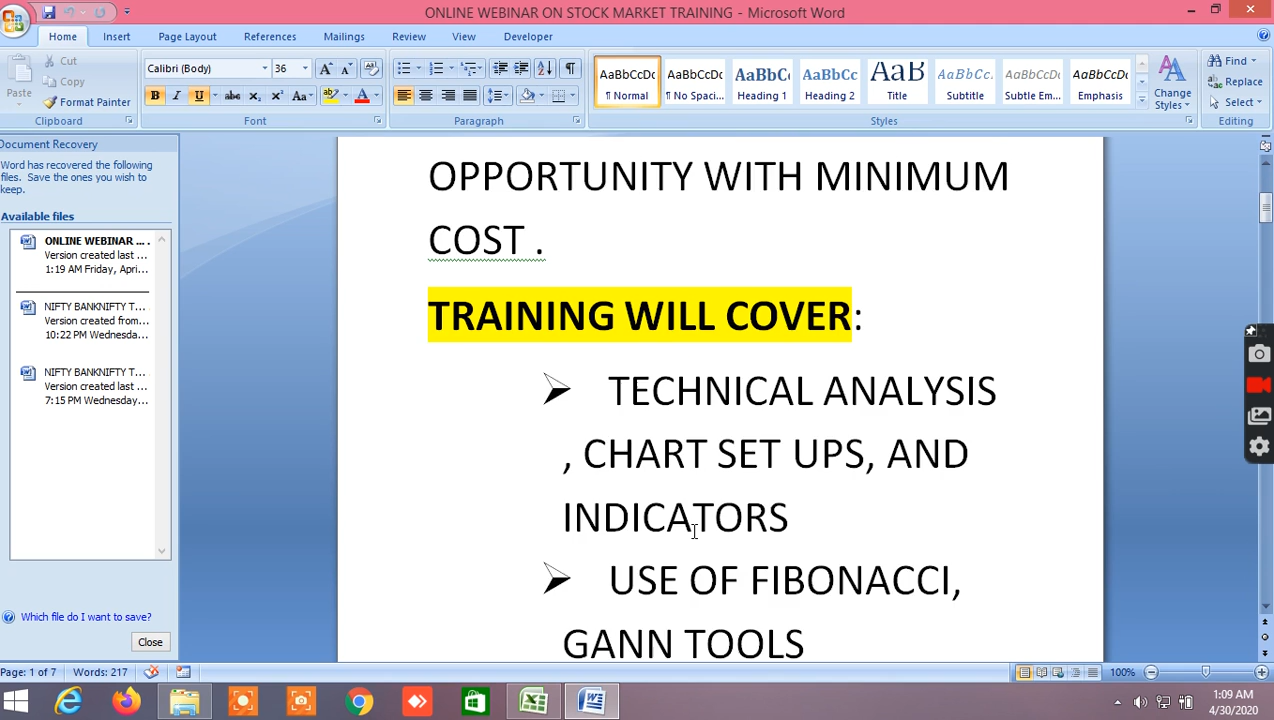 ONLINE WEBINAR ON STOCK MARKET TRAINING - Microsoft Word
Home Insert Page Layout References Mailings Review View Developer
Paste
Cut
Copy
Format Painter
Clipboard
Calibri (Body) 36
B I U abe X₂ X² Aa
Font
Paragraph
AaBbCcDc AaBbCcDc AaBbCc AaBbCc AaBbCc AaBbCc. AaBbCcDc AaBbCcDc
¶ Normal ¶ No Spaci... Heading 1 Heading 2 Title Subtitle Subtle Em... Emphasis
Styles
Change
Styles
Find
Replace
Select
Editing
Document Recovery
Word has recovered the following
files. Save the ones you wish to
keep.
Available files
ONLINE WEBINAR ... .
Version created last ...
1:19 AM Friday, Apri...
NIFTY BANKNIFTY T...
Version created from...
10:22 PM Wednesda...
NIFTY BANKNIFTY T...
Version created last ...
7:15 PM Wednesday...
Which file do I want to save?
Close
OPPORTUNITY WITH MINIMUM
COST .
TRAINING WILL COVER:
TECHNICAL ANALYSIS
, CHART SET UPS, AND
INDICATORS
USE OF FIBONACCI,
GANN TOOLS
Page: 1 of 7 Words: 217
100%
1:09 AM
4/30/2020